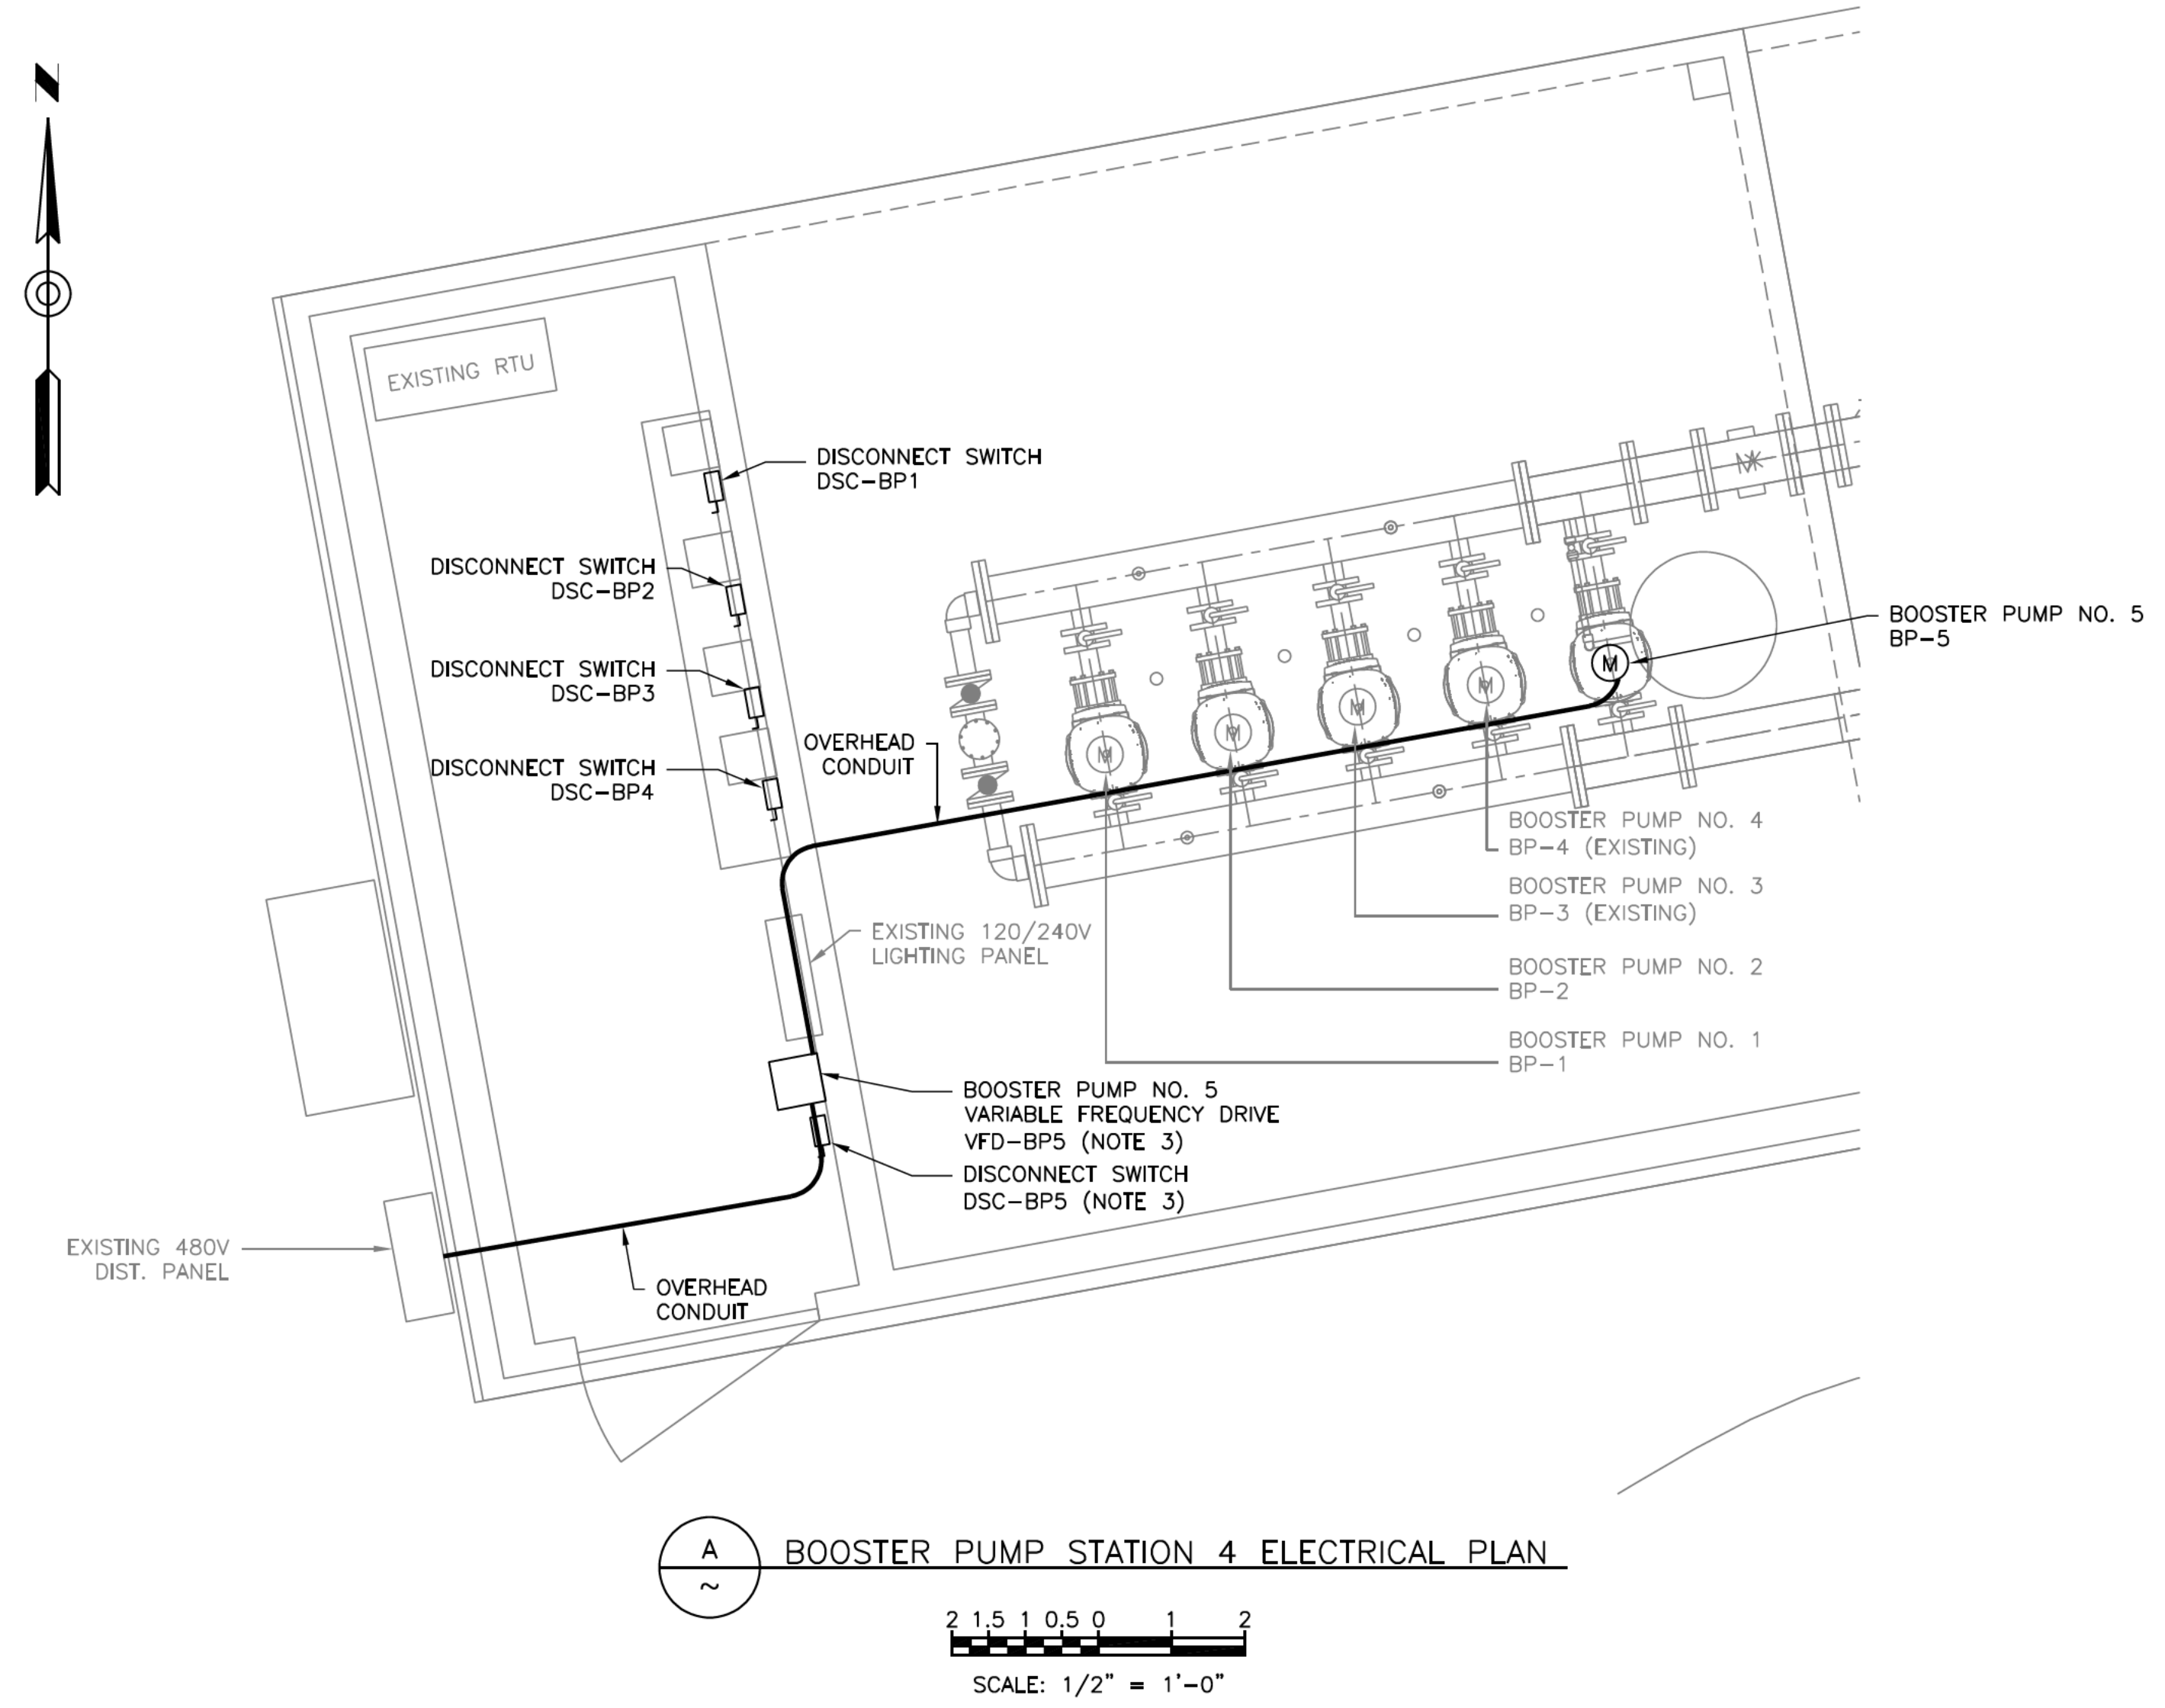 N
EXISTING RTU
DISCONNECT SWITCH
DSC-BP1
DISCONNECT SWITCH
DSC-BP2
DISCONNECT SWITCH
DSC-BP3
DISCONNECT SWITCH
DSC-BP4
OVERHEAD
CONDUIT
M
M
M
M
M
BOOSTER PUMP NO. 5
BP-5
BOOSTER PUMP NO. 4
BP-4 (EXISTING)
BOOSTER PUMP NO. 3
BP-3 (EXISTING)
BOOSTER PUMP NO. 2
BP-2
BOOSTER PUMP NO. 1
BP-1
EXISTING 120/240V
LIGHTING PANEL
BOOSTER PUMP NO. 5
VARIABLE FREQUENCY DRIVE
VFD-BP5 (NOTE 3)
DISCONNECT SWITCH
DSC-BP5 (NOTE 3)
EXISTING 480V
DIST. PANEL
OVERHEAD
CONDUIT
A
~
BOOSTER PUMP STATION 4 ELECTRICAL PLAN
2 1.5 1 0.5 0 1 2
SCALE: 1/2" = 1'-0"